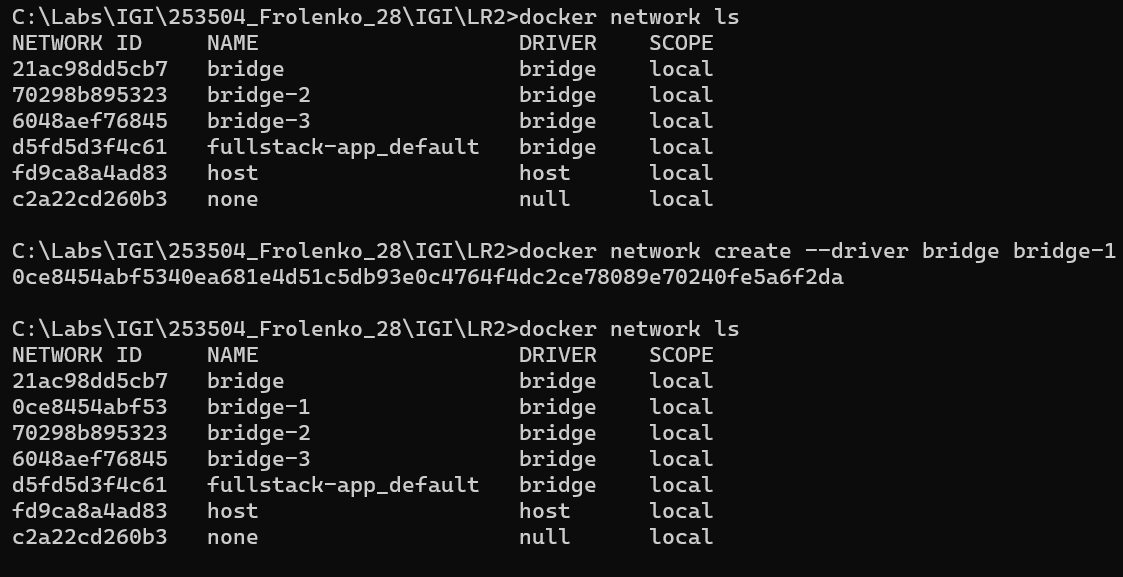 C:\Labs\IGI\253504_Frolenko_28\IGI\LR2>docker network ls
NETWORK ID     NAME                    DRIVER    SCOPE
21ac98dd5cb7   bridge                  bridge    local
70298b895323   bridge-2                bridge    local
6048aef76845   bridge-3                bridge    local
d5fd5d3f4c61   fullstack-app_default   bridge    local
fd9ca8a4ad83   host                    host      local
c2a22cd260b3   none                    null      local
C:\Labs\IGI\253504_Frolenko_28\IGI\LR2>docker network create --driver bridge bridge-1
0ce8454abf5340ea681e4d51c5db93e0c4764f4dc2ce78089e70240fe5a6f2da
C:\Labs\IGI\253504_Frolenko_28\IGI\LR2>docker network ls
NETWORK ID     NAME                    DRIVER    SCOPE
21ac98dd5cb7   bridge                  bridge    local
0ce8454abf53   bridge-1                bridge    local
70298b895323   bridge-2                bridge    local
6048aef76845   bridge-3                bridge    local
d5fd5d3f4c61   fullstack-app_default   bridge    local
fd9ca8a4ad83   host                    host      local
c2a22cd260b3   none                    null      local